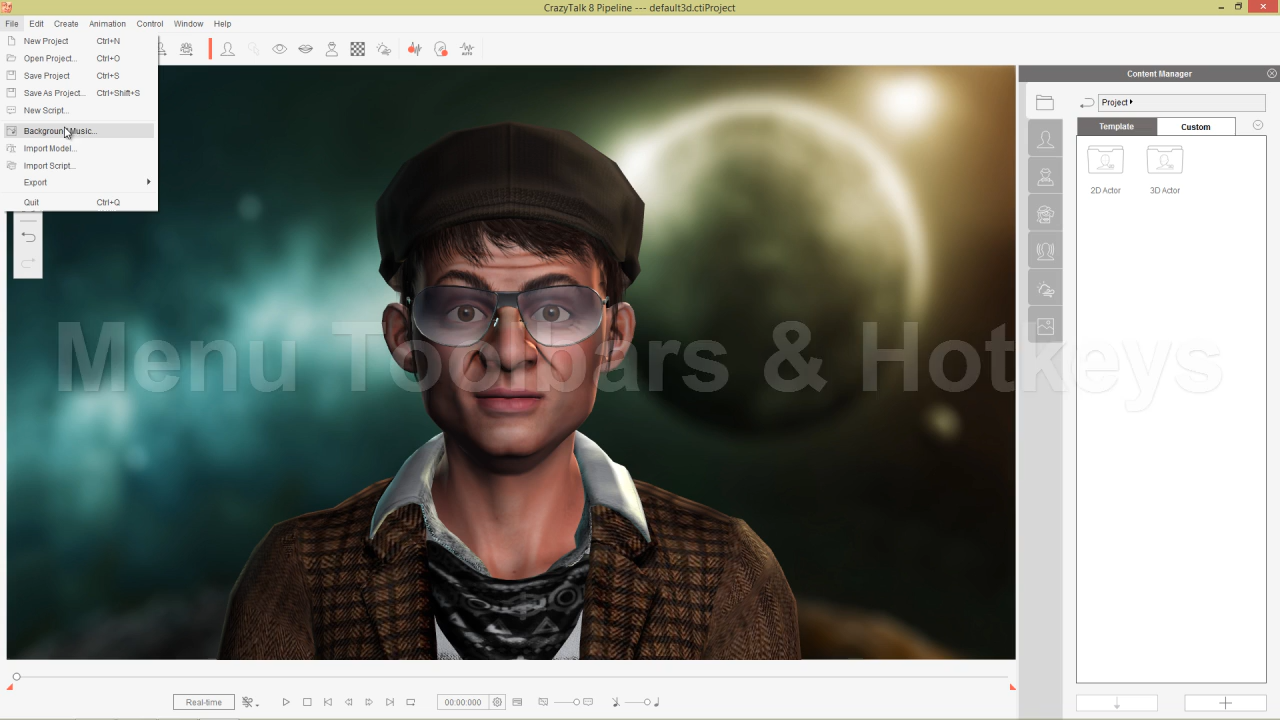 CrazyTalk 8 Pipeline --- default3d.ctiProject
File Edit Create Animation Control Window Help
New Project Ctrl+N
Open Project... Ctrl+O
Save Project Ctrl+S
Save As Project... Ctrl+Shift+S
New Script...
Background Music...
Import Model...
Import Script...
Export
Quit Ctrl+Q
Content Manager
Project
Template Custom
2D Actor 3D Actor
Menu Toolbars & Hotkeys
Real-time
00:00:000